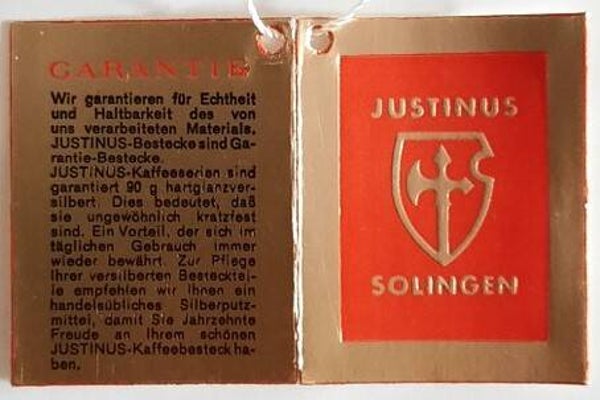 GARANTIE
Wir garantieren für Echtheit
und Haltbarkeit des von
uns verarbeiteten Materials.
JUSTINUS-Bestecke sind Ga-
rantie-Bestecke.
JUSTINUS-Kaffeeserien sind
garantiert 90 g hartglanzver-
silbert. Dies bedeutet, daß
sie ungewöhnlich kratzfest
sind. Ein Vorteil, der sich im
täglichen Gebrauch immer
wieder bewährt. Zur Pflege
Ihrer versilberten Besteckteí-
le empfehlen wir Ihnen ein
handelsübliches Silberputz-
mittel, damit Sie Jahrzehnte
Freude an Ihrem schönen
JUSTINUS-Kaffeebesteck ha-
ben.
JUSTINUS
SOLINGEN